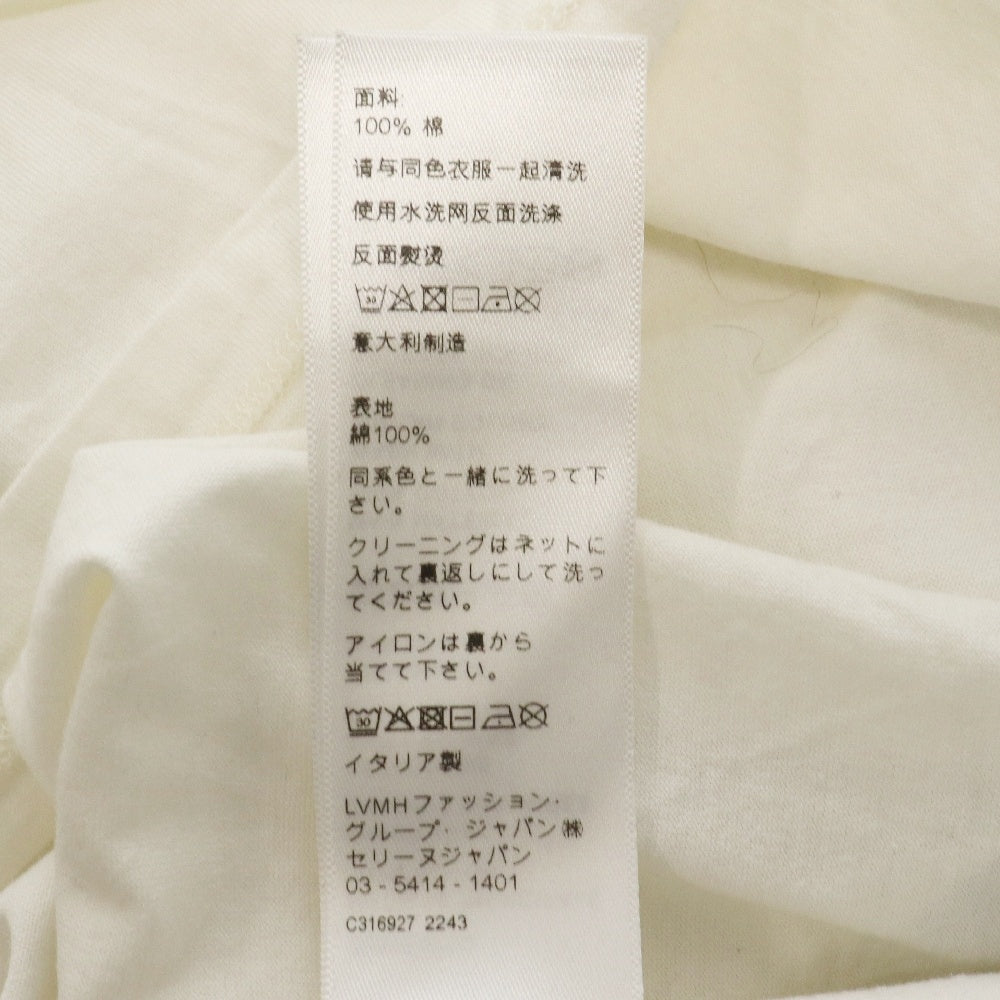 面料:
100% 棉
请与同色衣服一起清洗
使用水洗网反面洗涤
反面熨烫
30
意大利制造
表地
綿100%
同系色と一緒に洗って下
さい。
クリーニングはネットに
入れて裏返しにして洗っ
てください。
アイロンは裏から
当てて下さい。
30
イタリア製
LVMHファッション·
グループ· ジャパン㈱
セリーヌジャパン
03 - 5414 - 1401
C316927 2243